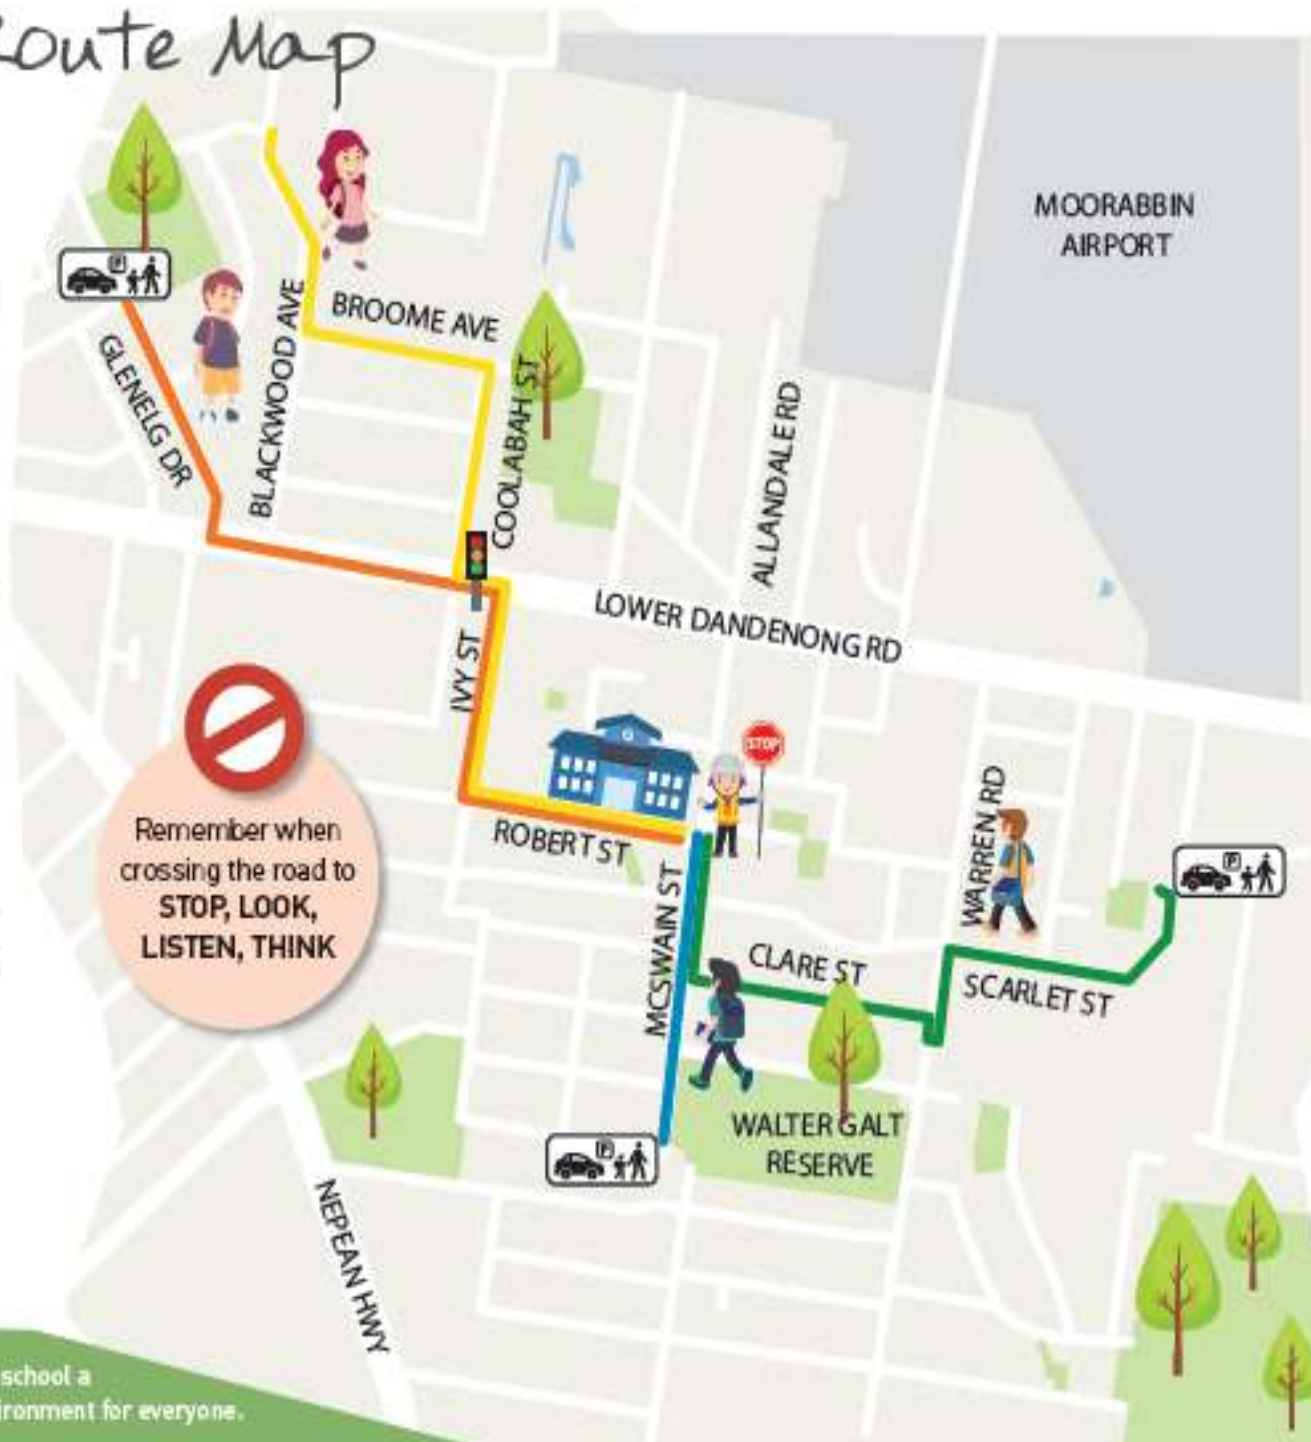 Route Map
MOORABBIN
AIRPORT
P
BROOME AVE
GLENELG DR
BLACKWOOD AVE
COOLABAH ST
ALLANDALE RD
LOWER DANDENONG RD
IVY ST
STOP
Remember when
crossing the road to
STOP, LOOK,
LISTEN, THINK
ROBERT ST
WARREN RD
P
MCSWAIN ST
CLARE ST
SCARLET ST
WALTER GALT
RESERVE
P
NEPEAN HWY
school a
ironment for everyone.